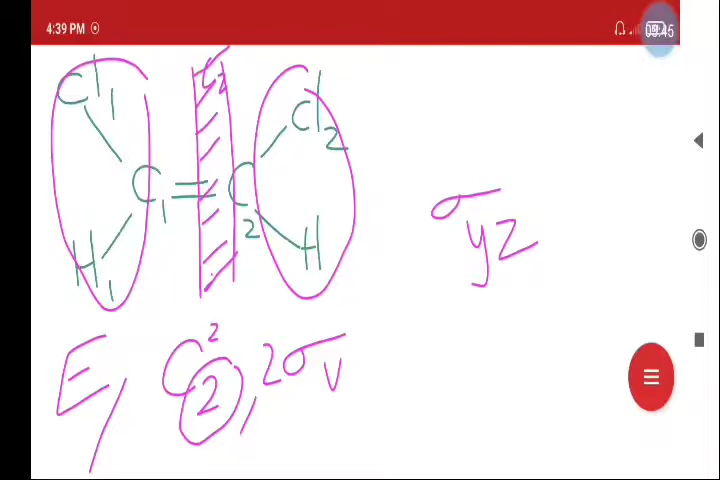 4:39 PM
Cl1 Cl2
C1 = C2
H1 H
σyz
E, C2², 2σv